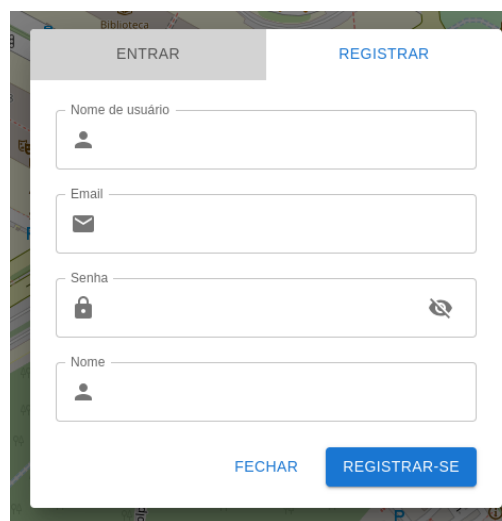 Biblioteca
ENTRAR
REGISTRAR
Nome de usuário
Email
Senha
Nome
FECHAR
REGISTRAR-SE
P